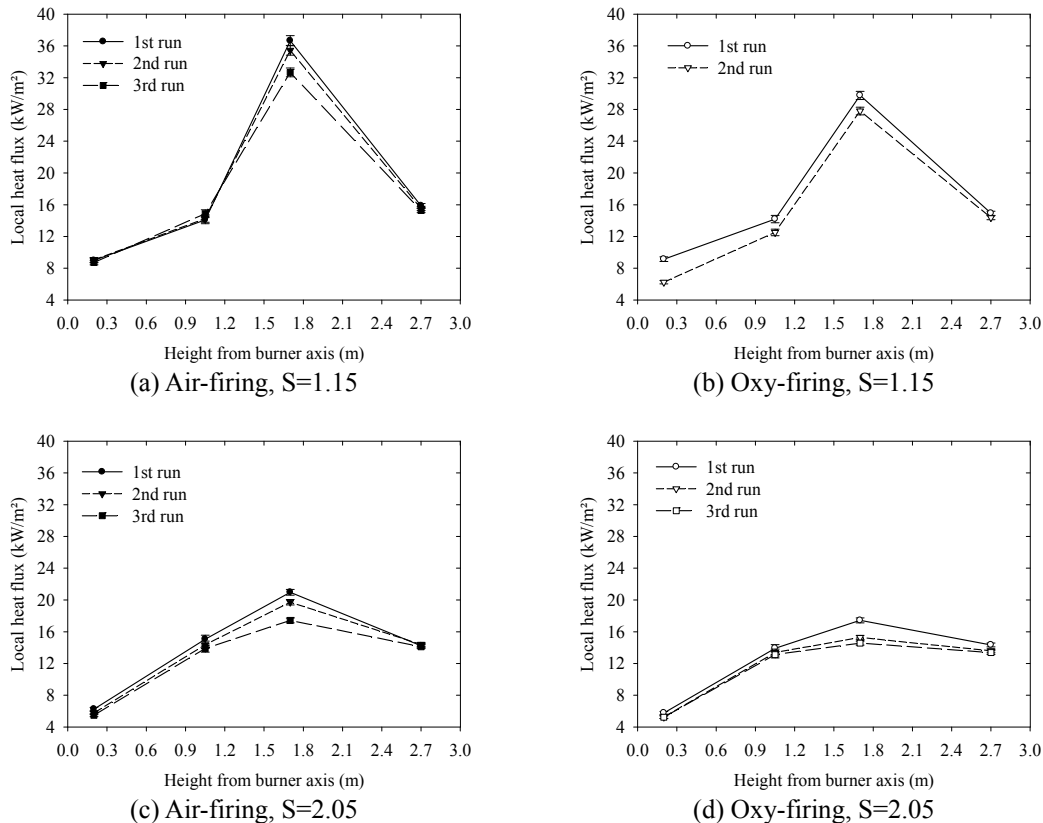 40
36
32
28
24
20
16
12
8
4
Local heat flux (kW/m²)
1st run
2nd run
3rd run
0.0 0.3 0.6 0.9 1.2 1.5 1.8 2.1 2.4 2.7 3.0
Height from burner axis (m)
(a) Air-firing, S=1.15
40
36
32
28
24
20
16
12
8
4
Local heat flux (kW/m²)
1st run
2nd run
0.0 0.3 0.6 0.9 1.2 1.5 1.8 2.1 2.4 2.7 3.0
Height from burner axis (m)
(b) Oxy-firing, S=1.15
40
36
32
28
24
20
16
12
8
4
Local heat flux (kW/m²)
1st run
2nd run
3rd run
0.0 0.3 0.6 0.9 1.2 1.5 1.8 2.1 2.4 2.7 3.0
Height from burner axis (m)
(c) Air-firing, S=2.05
40
36
32
28
24
20
16
12
8
4
Local heat flux (kW/m²)
1st run
2nd run
3rd run
0.0 0.3 0.6 0.9 1.2 1.5 1.8 2.1 2.4 2.7 3.0
Height from burner axis (m)
(d) Oxy-firing, S=2.05